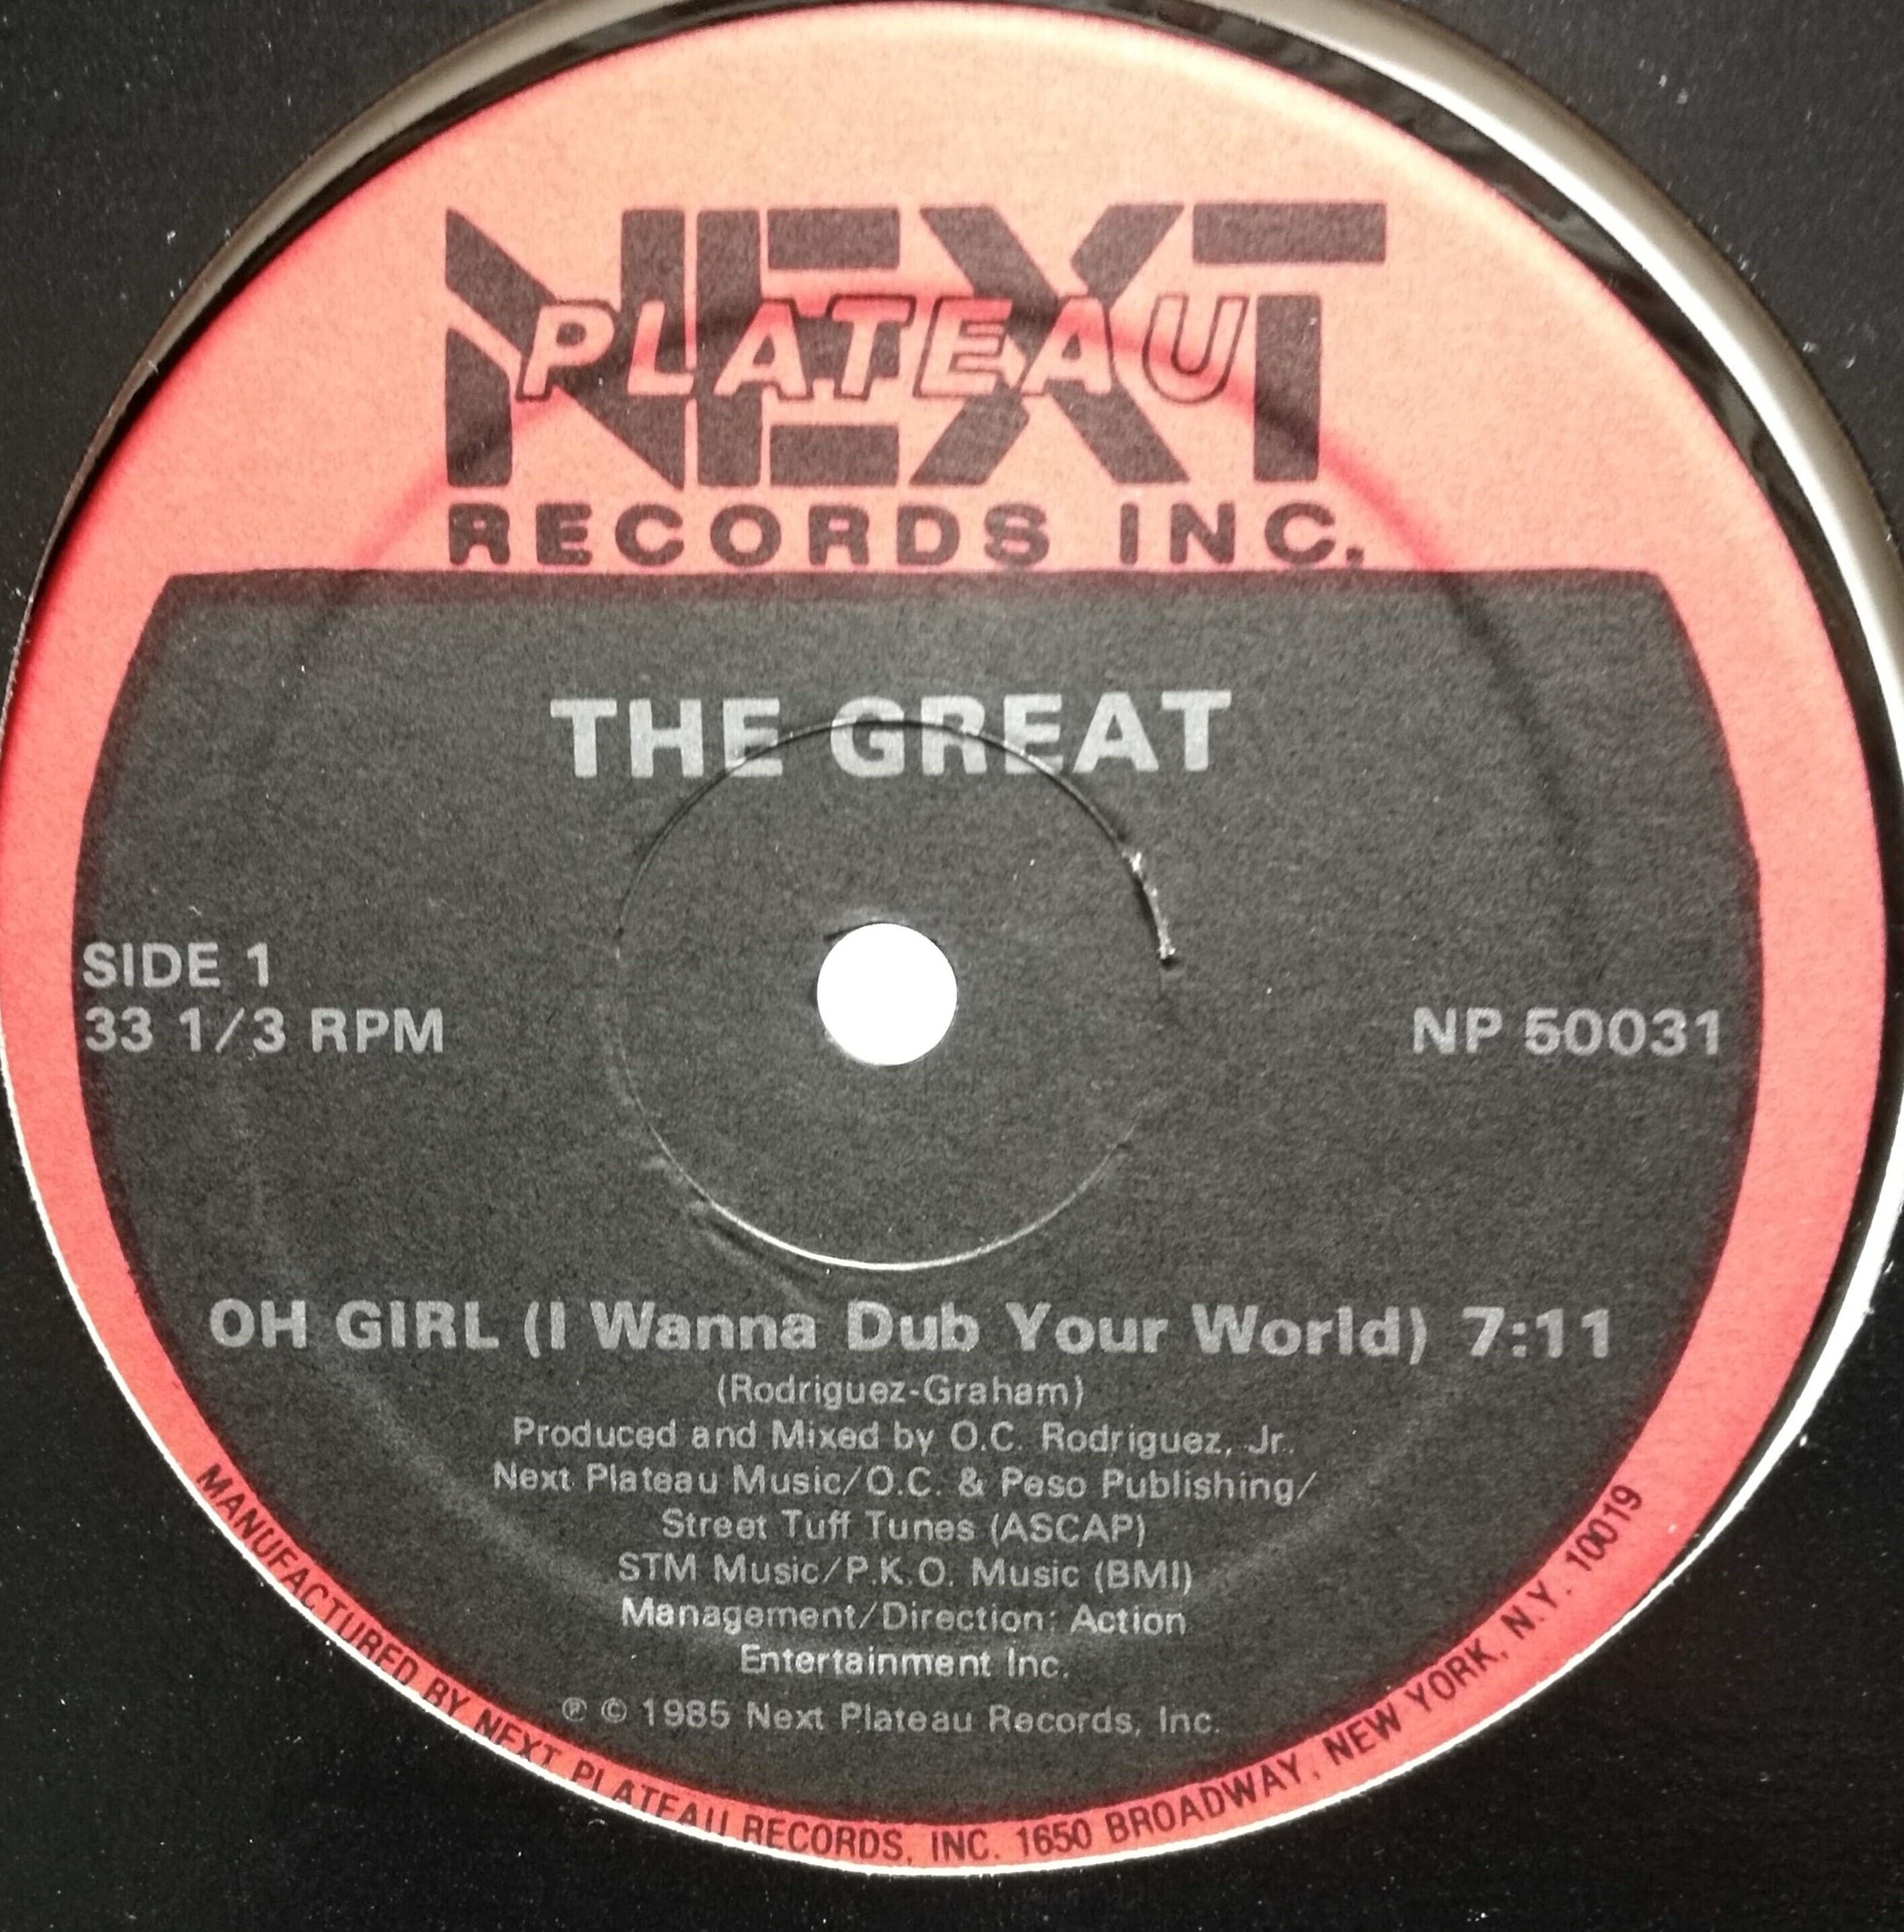 NEXT
PLATEAU
RECORDS INC.
THE GREAT
SIDE 1
33 1/3 RPM
NP 50031
OH GIRL (I Wanna Dub Your World) 7:11
(Rodriguez-Graham)
Produced and Mixed by O.C. Rodriguez, Jr.
Next Plateau Music/O.C. & Peso Publishing/
Street Tuff Tunes (ASCAP)
STM Music/P.K.O. Music (BMI)
Management/Direction: Action
Entertainment Inc.
℗ © 1985 Next Plateau Records, Inc.
MANUFACTURED BY NEXT PLATEAU RECORDS, INC. 1650 BROADWAY, NEW YORK, N.Y. 10019